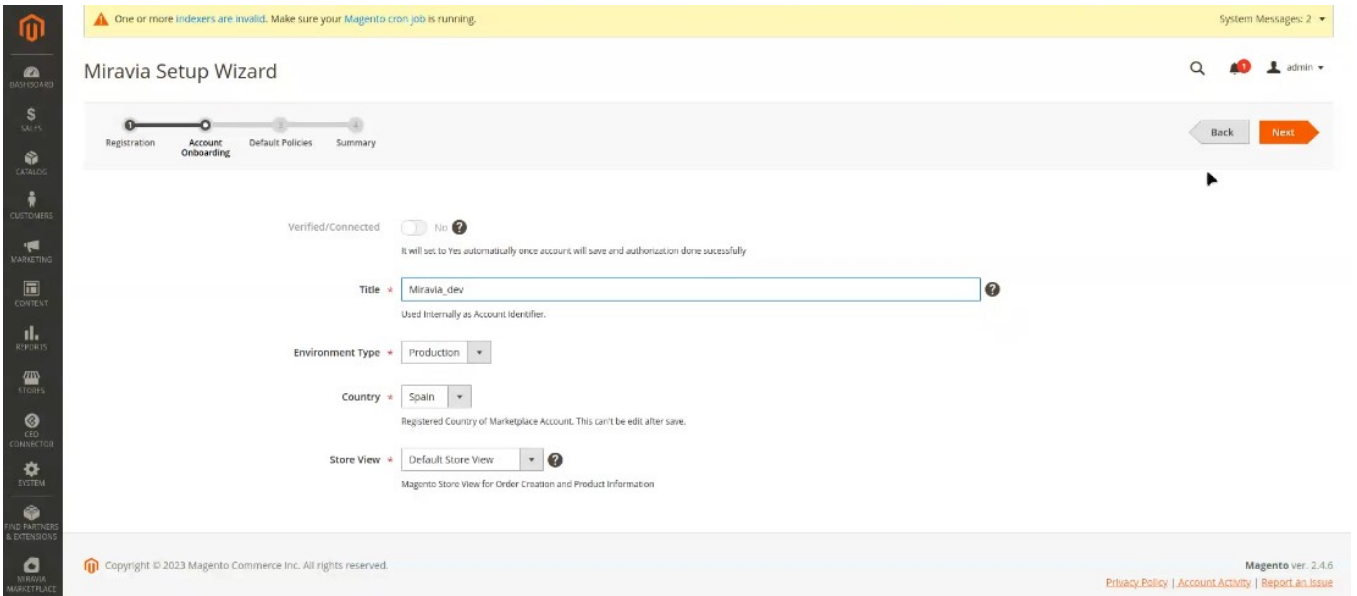 One or more indexers are invalid. Make sure your Magento cron job is running.
System Messages: 2
DASHBOARD
SALES
CATALOG
CUSTOMERS
MARKETING
CONTENT
REPORTS
STORES
CED
CONNECTOR
SYSTEM
FIND PARTNERS
& EXTENSIONS
MIRAVIA
MARKETPLACE
Miravia Setup Wizard
1
admin
1
3
4
Registration
Account
Onboarding
Default Policies
Summary
Back
Next
Verified/Connected
No
?
It will set to Yes automatically once account will save and authorization done sucessfully
Title *
Miravia_dev
?
Used Internally as Account Identifier.
Environment Type *
Production
Country *
Spain
Registered Country of Marketplace Account. This can't be edit after save.
Store View *
Default Store View
?
Magento Store View for Order Creation and Product Information
Copyright © 2023 Magento Commerce Inc. All rights reserved.
Magento ver. 2.4.6
Privacy Policy | Account Activity | Report an Issue